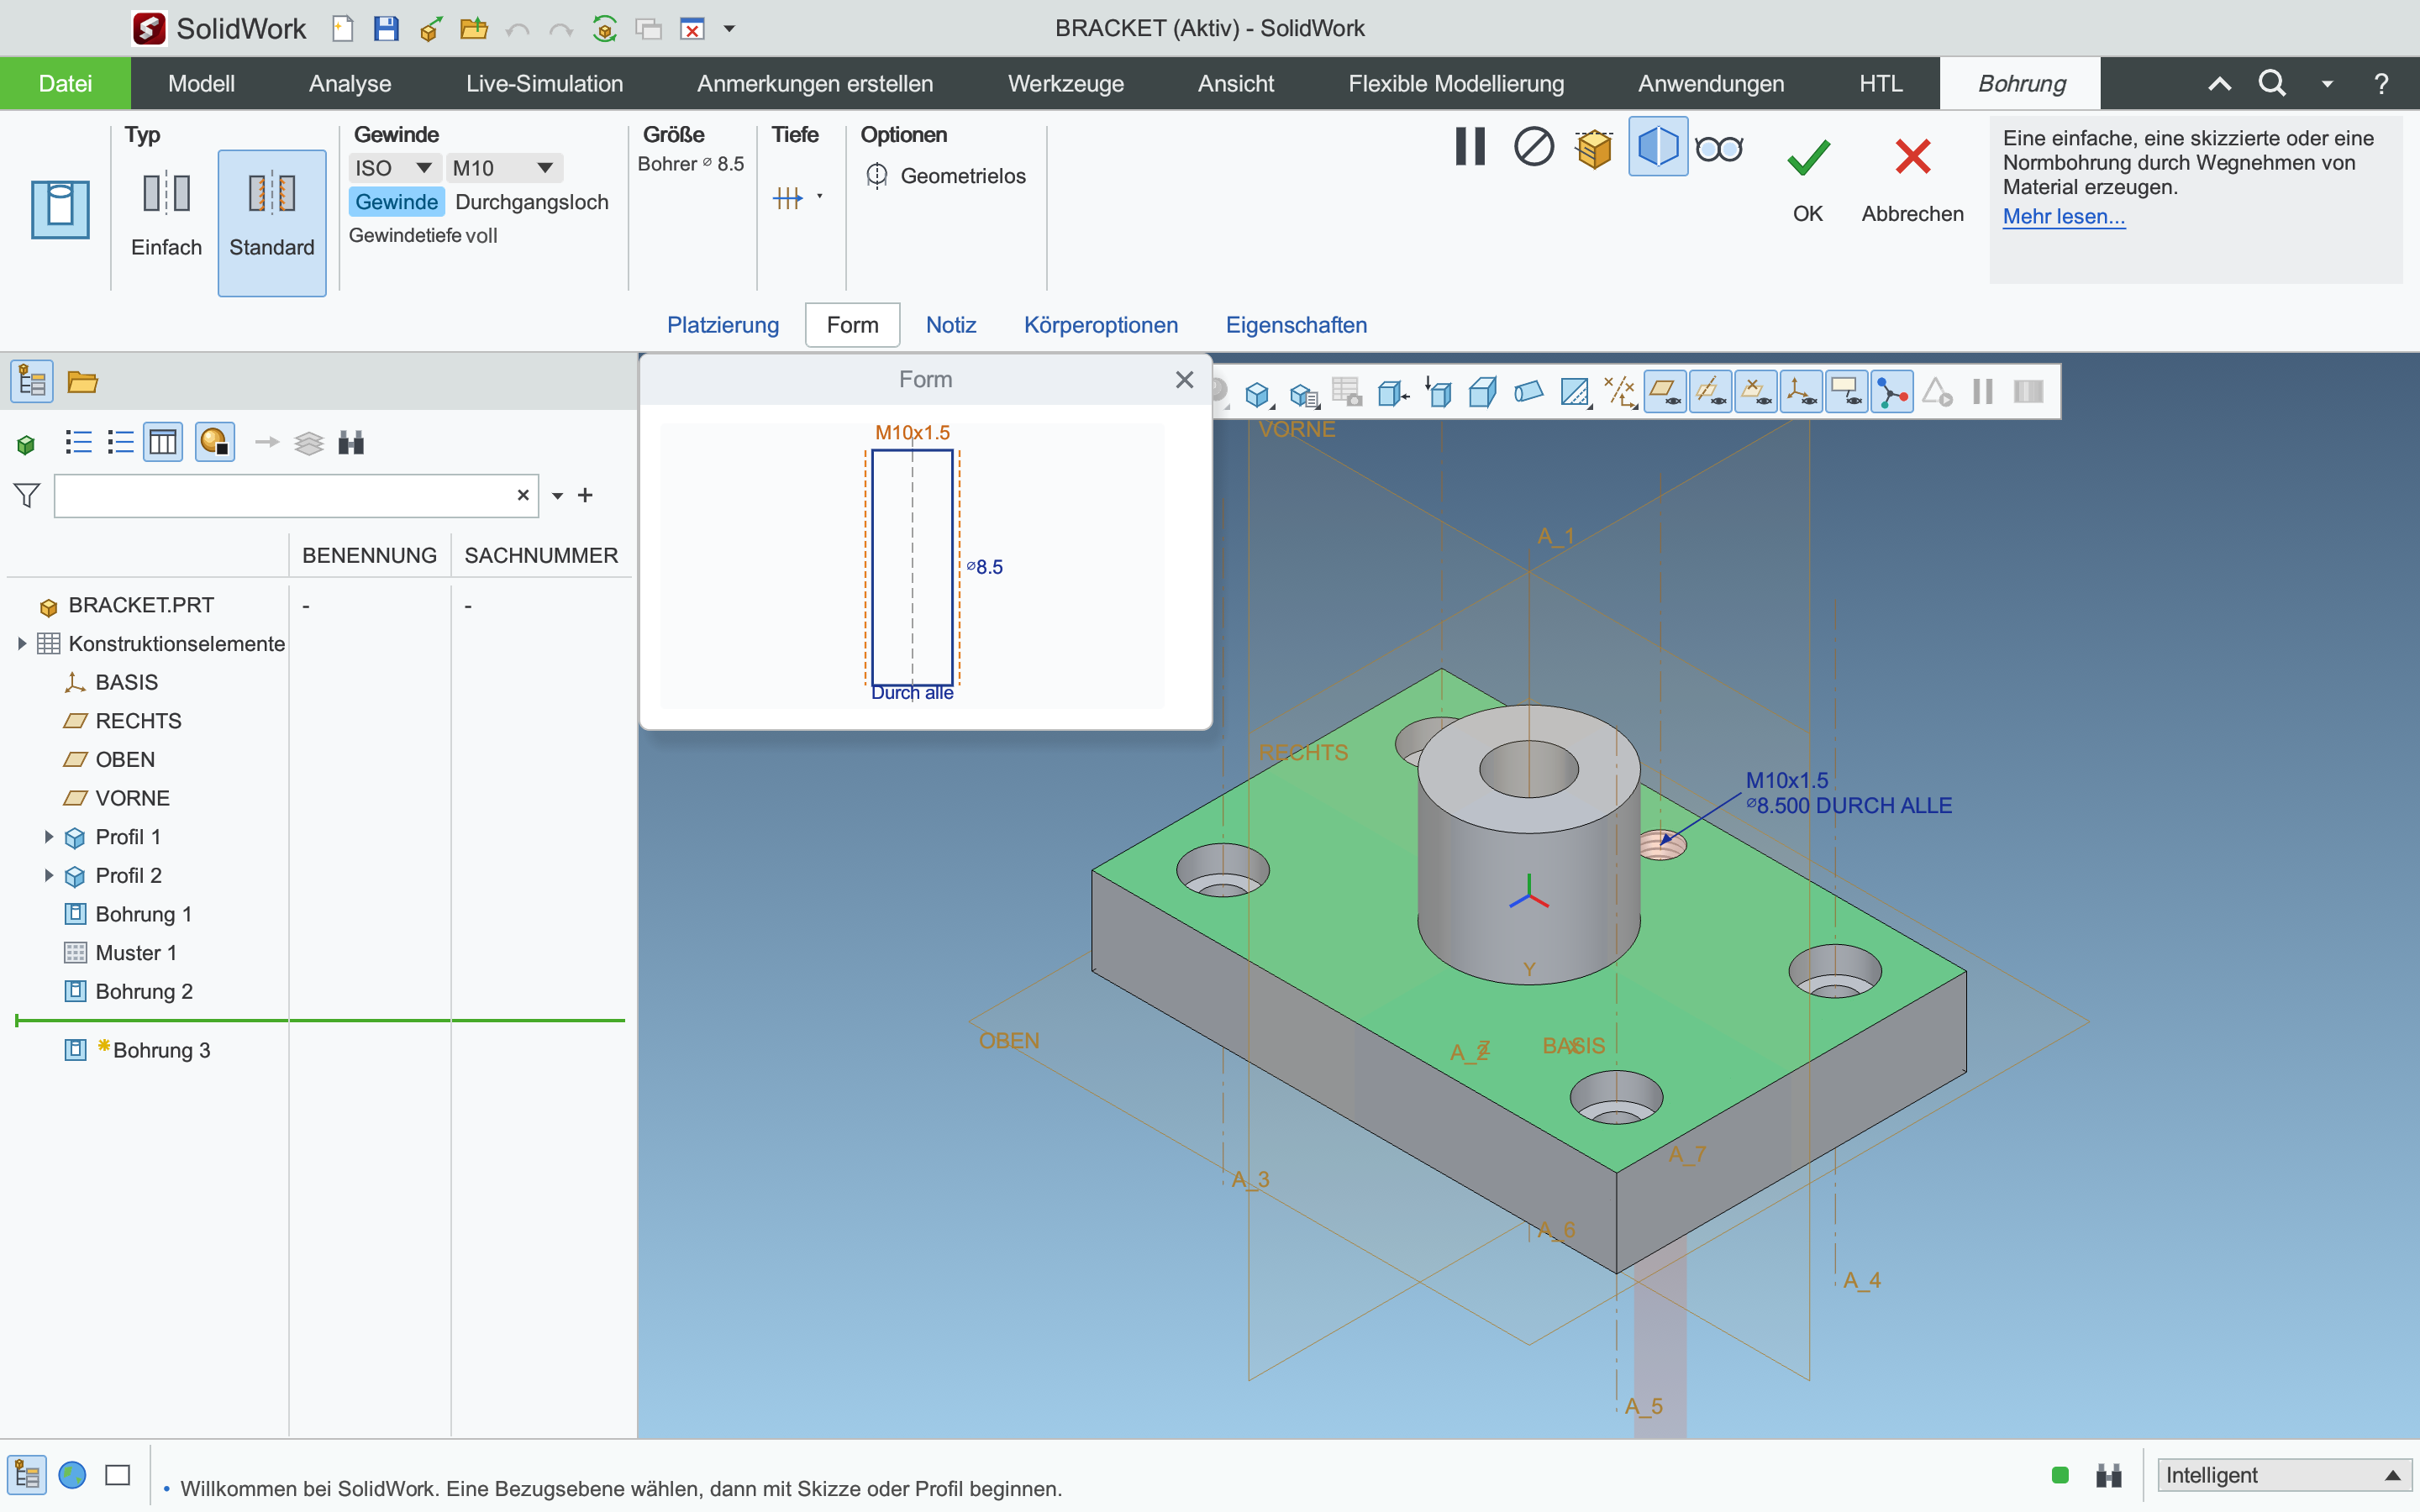 SolidWork
BRACKET (Aktiv) - SolidWork
Datei
Modell
Analyse
Live-Simulation
Anmerkungen erstellen
Werkzeuge
Ansicht
Flexible Modellierung
Anwendungen
HTL
Bohrung
?
Typ
Einfach
Standard
Gewinde
ISO
M10
Gewinde
Durchgangsloch
Gewindetiefe voll
Größe
Bohrer ⌀ 8.5
Tiefe
Optionen
Geometrielos
OK
Abbrechen
Eine einfache, eine skizzierte oder eine
Normbohrung durch Wegnehmen von
Material erzeugen.
Mehr lesen...
Platzierung
Form
Notiz
Körperoptionen
Eigenschaften
BENENNUNG
SACHNUMMER
BRACKET.PRT
-
-
Konstruktionselemente
BASIS
RECHTS
OBEN
VORNE
Profil 1
Profil 2
Bohrung 1
Muster 1
Bohrung 2
Bohrung 3
Form
M10x1.5
⌀8.5
Durch alle
VORNE
A_1
RECHTS
M10x1.5
⌀8.500 DURCH ALLE
Y
OBEN
A_2
Z
BASIS
X
A_7
A_3
A_6
A_4
A_5
Willkommen bei SolidWork. Eine Bezugsebene wählen, dann mit Skizze oder Profil beginnen.
Intelligent